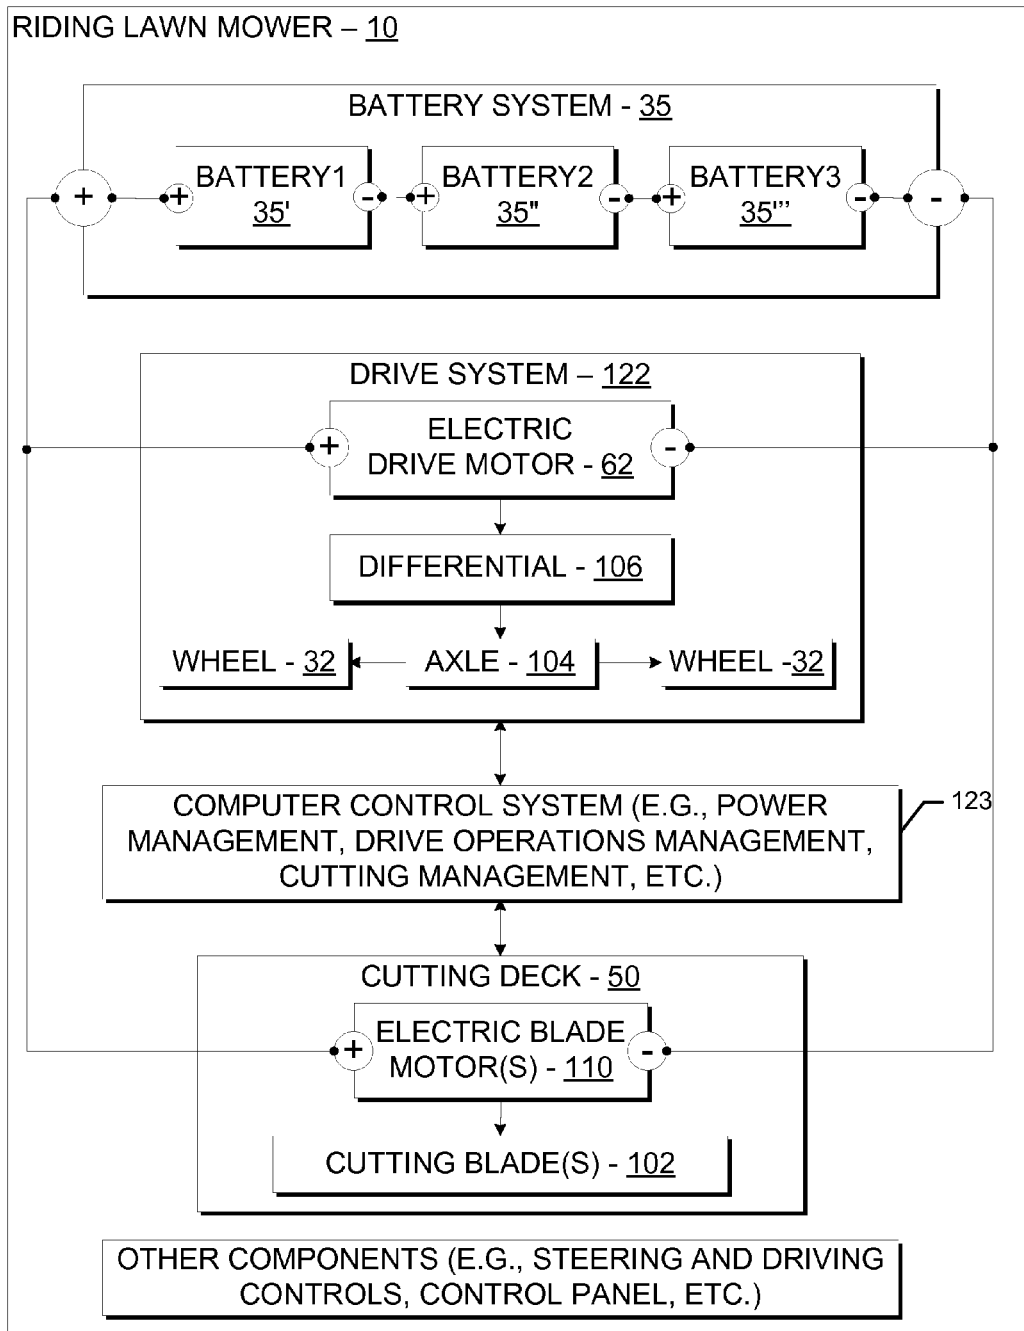 RIDING LAWN MOWER – 10
BATTERY SYSTEM - 35
+
+
BATTERY1
35'
-
+
BATTERY2
35"
-
+
BATTERY3
35'"
-
-
DRIVE SYSTEM – 122
+
ELECTRIC
DRIVE MOTOR - 62
-
DIFFERENTIAL - 106
WHEEL - 32
AXLE - 104
WHEEL -32
COMPUTER CONTROL SYSTEM (E.G., POWER
MANAGEMENT, DRIVE OPERATIONS MANAGEMENT,
CUTTING MANAGEMENT, ETC.)
123
CUTTING DECK - 50
+
ELECTRIC BLADE
MOTOR(S) - 110
-
CUTTING BLADE(S) - 102
OTHER COMPONENTS (E.G., STEERING AND DRIVING
CONTROLS, CONTROL PANEL, ETC.)